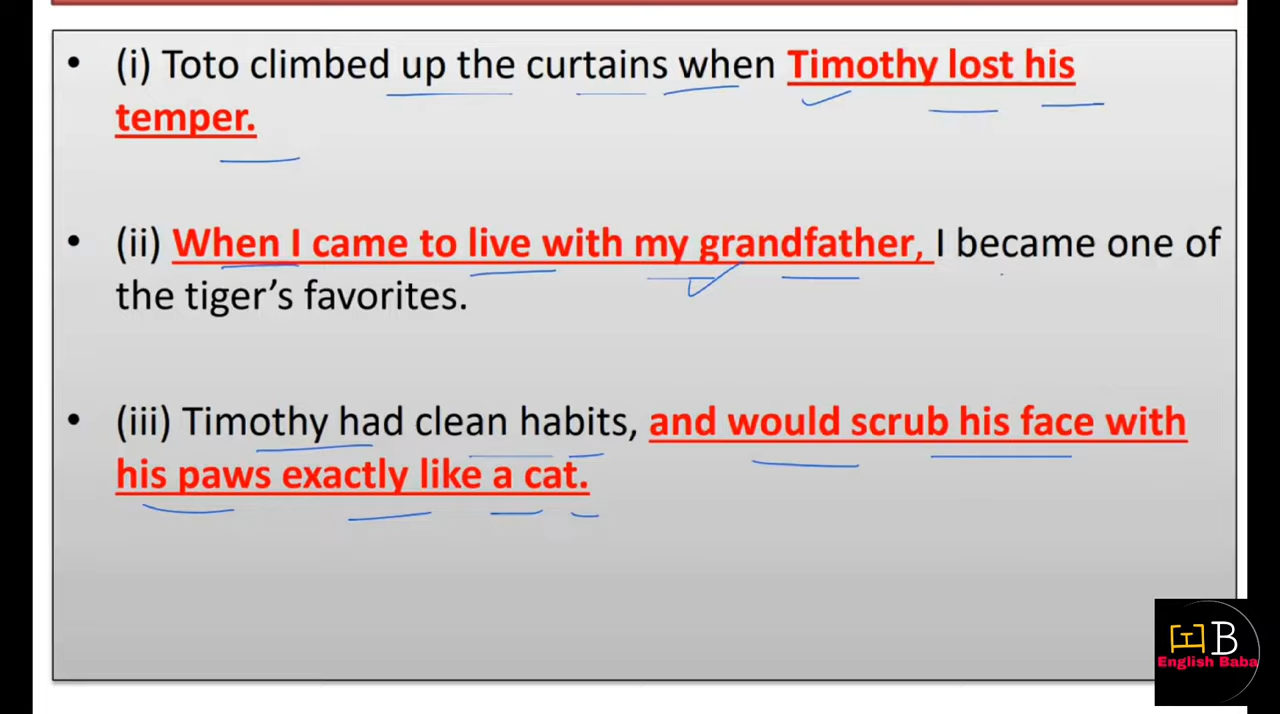 • (i) Toto climbed up the curtains when Timothy lost his
temper.
• (ii) When I came to live with my grandfather, I became one of
the tiger’s favorites.
• (iii) Timothy had clean habits, and would scrub his face with
his paws exactly like a cat.
B
English Baba